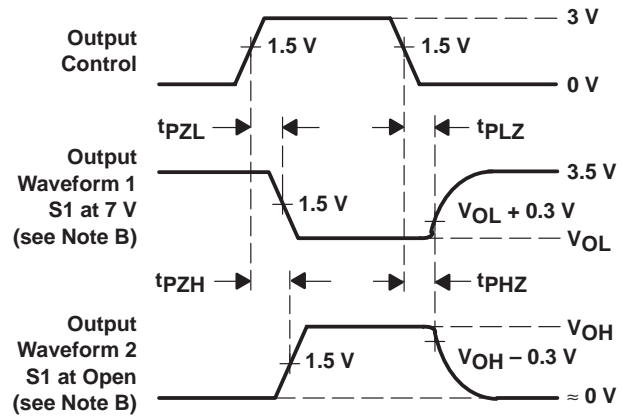 Output
Control
1.5 V
1.5 V
3 V
0 V
tPZL
tPLZ
Output
Waveform 1
S1 at 7 V
(see Note B)
1.5 V
3.5 V
VOL + 0.3 V
VOL
tPZH
tPHZ
Output
Waveform 2
S1 at Open
(see Note B)
1.5 V
VOH
VOH – 0.3 V
≈ 0 V